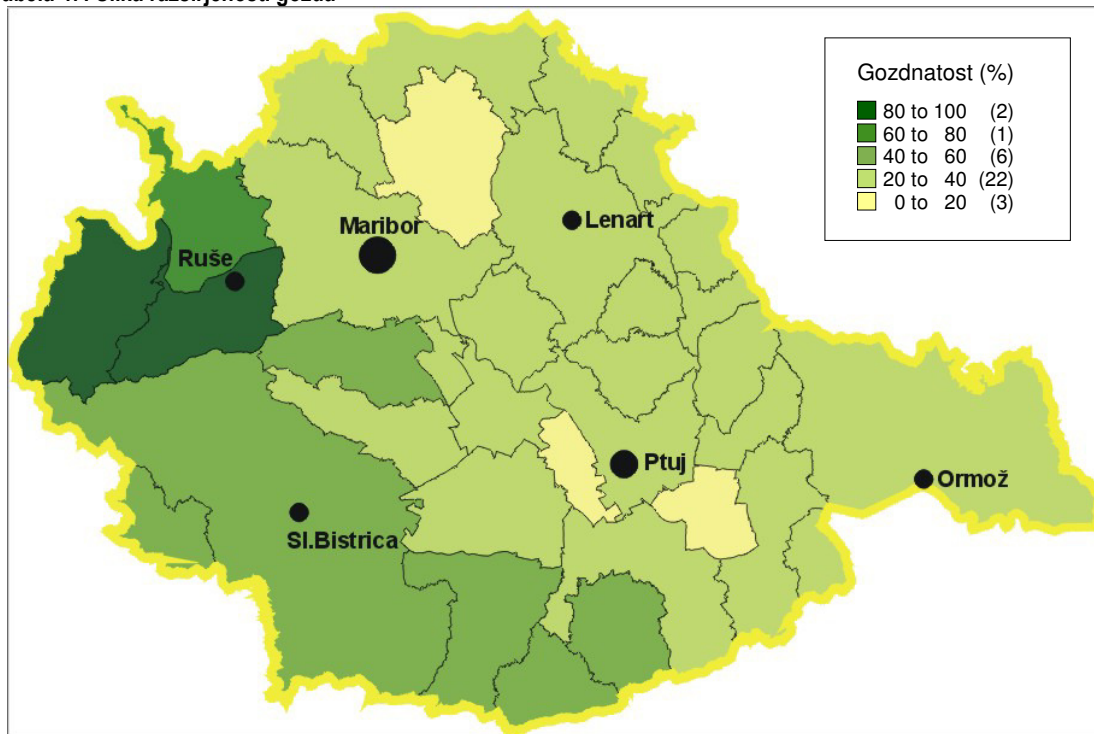 Gozdnatost (%)
80 to 100 (2)
60 to 80 (1)
40 to 60 (6)
20 to 40 (22)
0 to 20 (3)
Maribor
Lenart
Ruše
Ptuj
Ormož
Sl.Bistrica